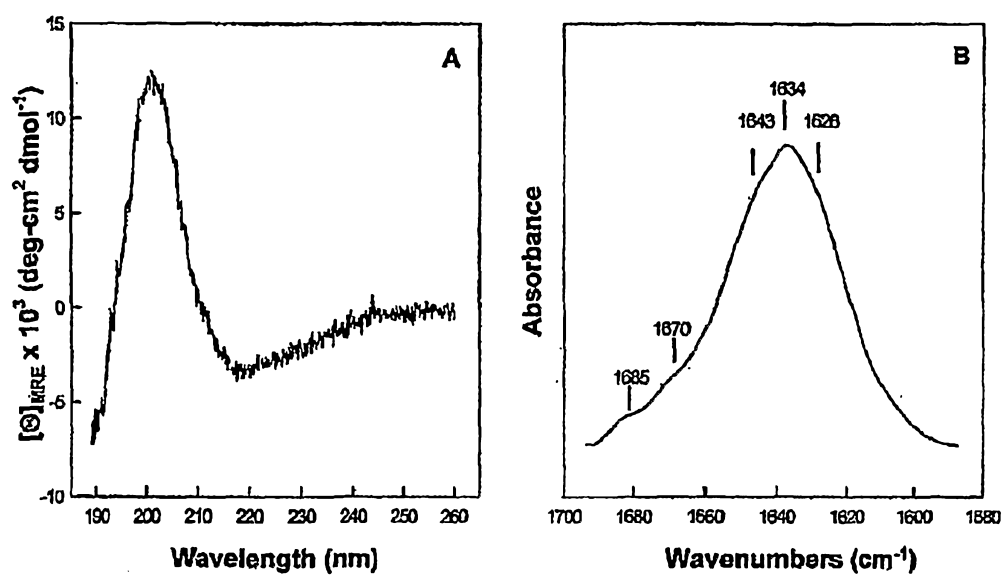 A
[Θ]MRE x 10³ (deg-cm² dmol⁻¹)
15
10
5
0
-5
-10
190 200 210 220 230 240 250 260
Wavelength (nm)
B
Absorbance
1634
1643 1628
1670
1685
1700 1680 1660 1640 1620 1600 1580
Wavenumbers (cm⁻¹)